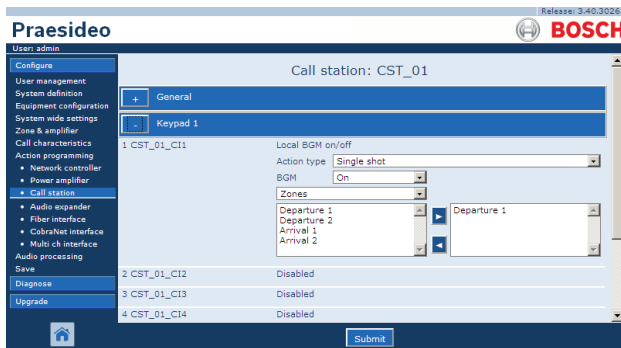 Release: 3.40.3026
Praesideo
BOSCH
User: admin
Configure
User management
System definition
Equipment configuration
System wide settings
Zone & amplifier
Call characteristics
Action programming
• Network controller
• Power amplifier
• Call station
• Audio expander
• Fiber interface
• CobraNet interface
• Multi ch interface
Audio processing
Save
Diagnose
Upgrade
Call station: CST_01
+ General
- Keypad 1
1 CST_01_CI1 Local BGM on/off
Action type Single shot
BGM On
Zones
Departure 1
Departure 2
Arrival 1
Arrival 2
Departure 1
2 CST_01_CI2 Disabled
3 CST_01_CI3 Disabled
4 CST_01_CI4 Disabled
Submit